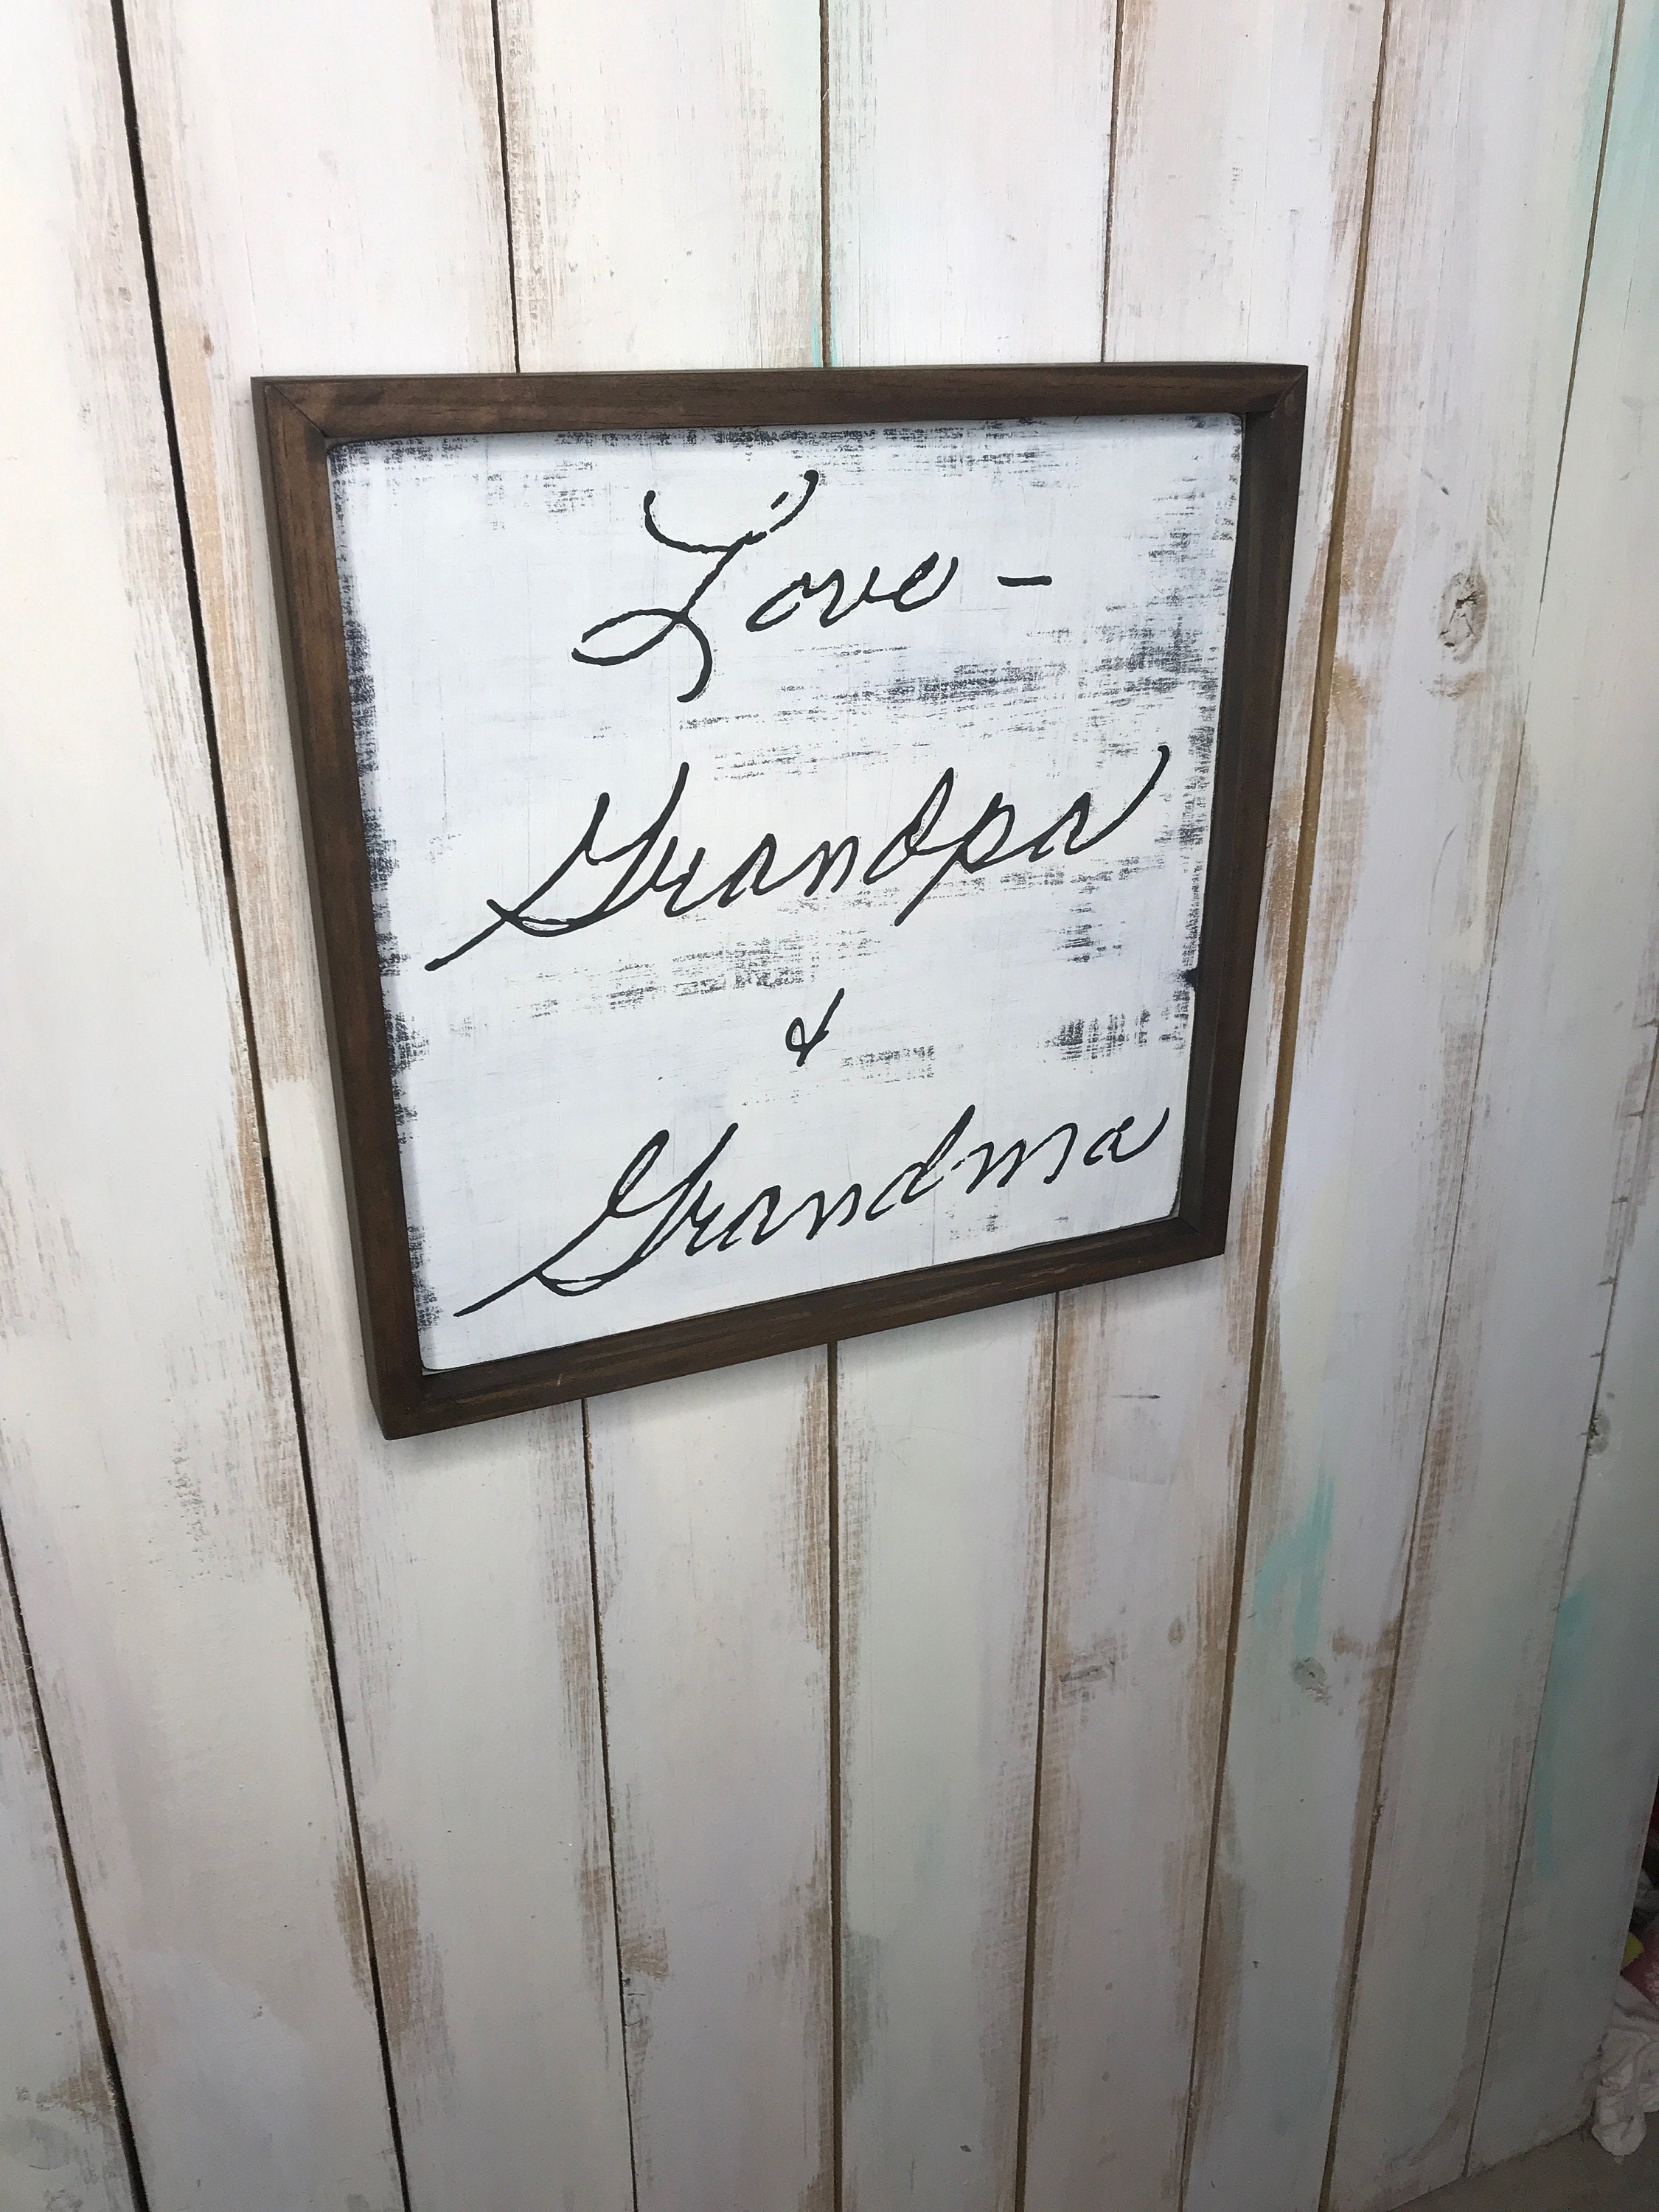 Love -
Grandpa
&
Grandma